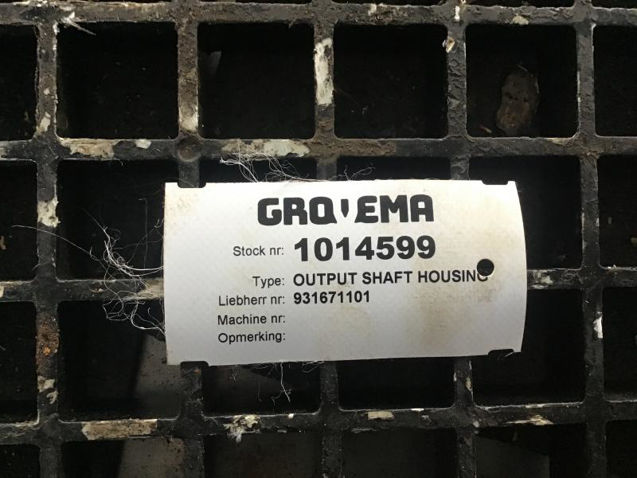 GROVEMA
Stock nr: 1014599
Type: OUTPUT SHAFT HOUSING
Liebherr nr: 931671101
Machine nr:
Opmerking: